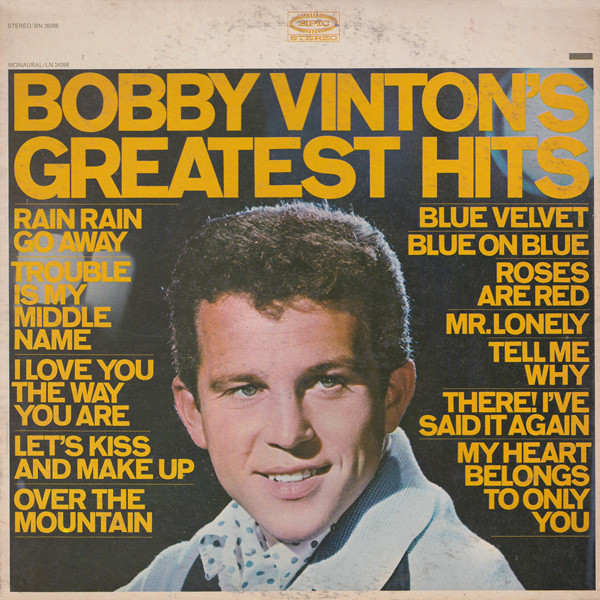 STEREO/BN 26098
EPIC
STEREO
MONAURAL/LN 24098
BOBBY VINTON'S
GREATEST HITS
RAIN RAIN
GO AWAY
TROUBLE
IS MY
MIDDLE
NAME
I LOVE YOU
THE WAY
YOU ARE
LET'S KISS
AND MAKE UP
OVER THE
MOUNTAIN
BLUE VELVET
BLUE ON BLUE
ROSES
ARE RED
MR. LONELY
TELL ME
WHY
THERE! I'VE
SAID IT AGAIN
MY HEART
BELONGS
TO ONLY
YOU